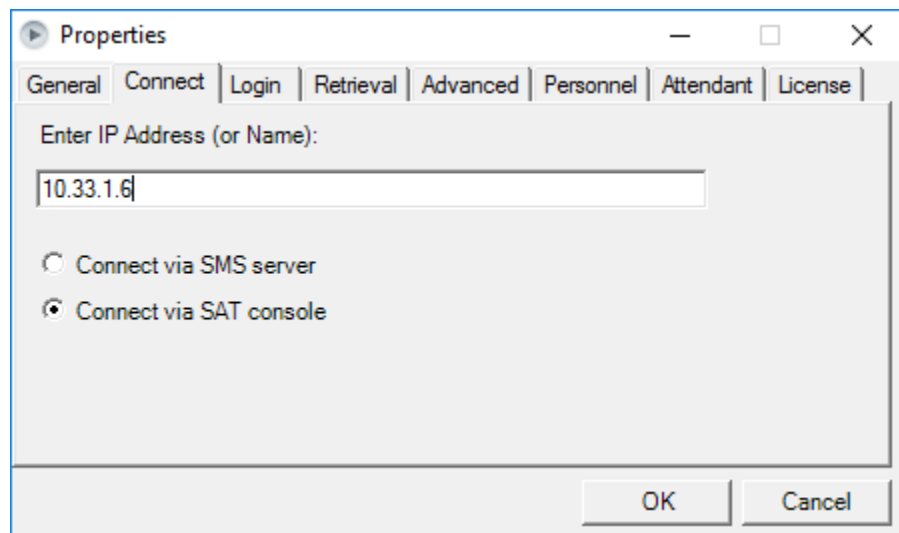 Properties
General Connect Login Retrieval Advanced Personnel Attendant License
Enter IP Address (or Name):
10.33.1.6
Connect via SMS server
Connect via SAT console
OK Cancel